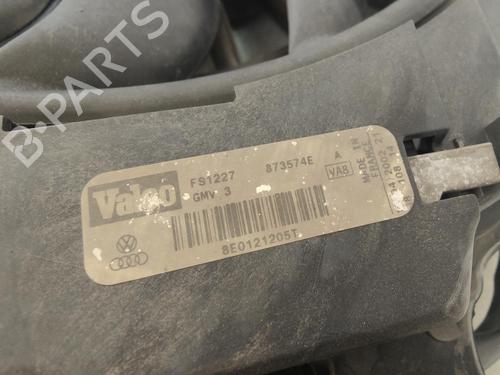 B-PARTS
Valeo
FS1227 873574E
GMV 3
A
VA8
MADE IN
FRANCE
8E0121205T